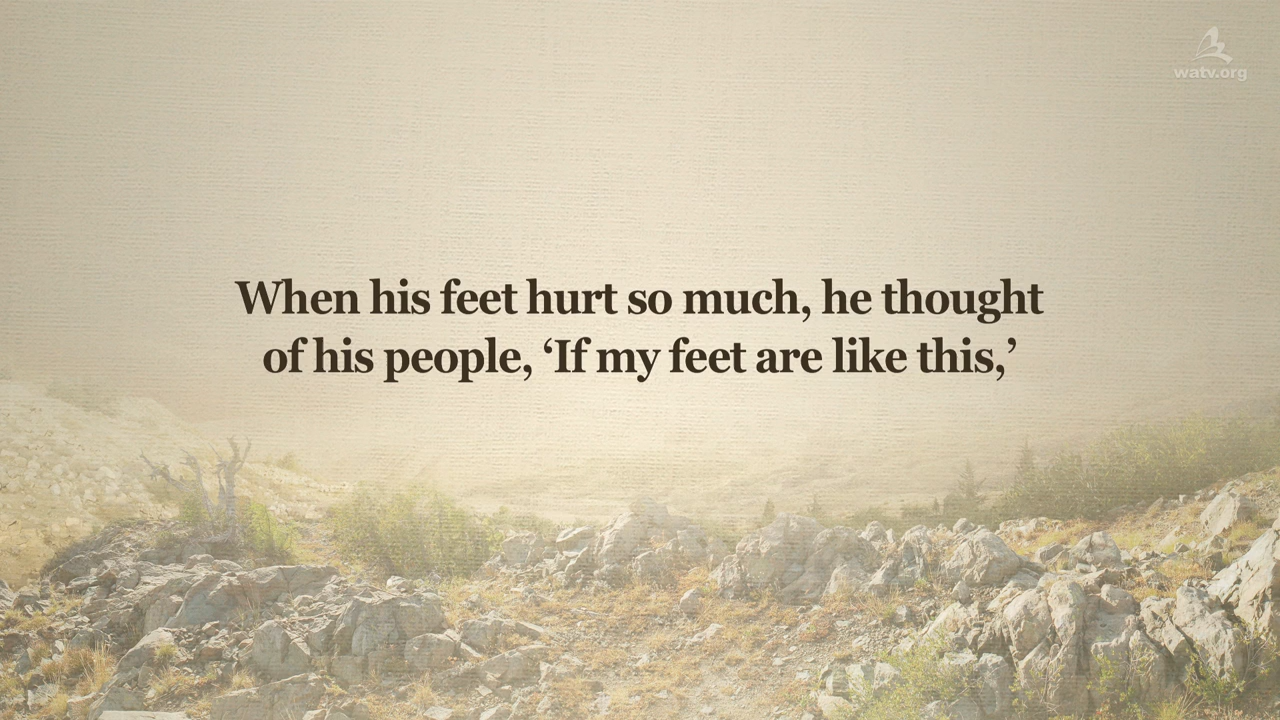 watv.org
When his feet hurt so much, he thought
of his people, ‘If my feet are like this,’